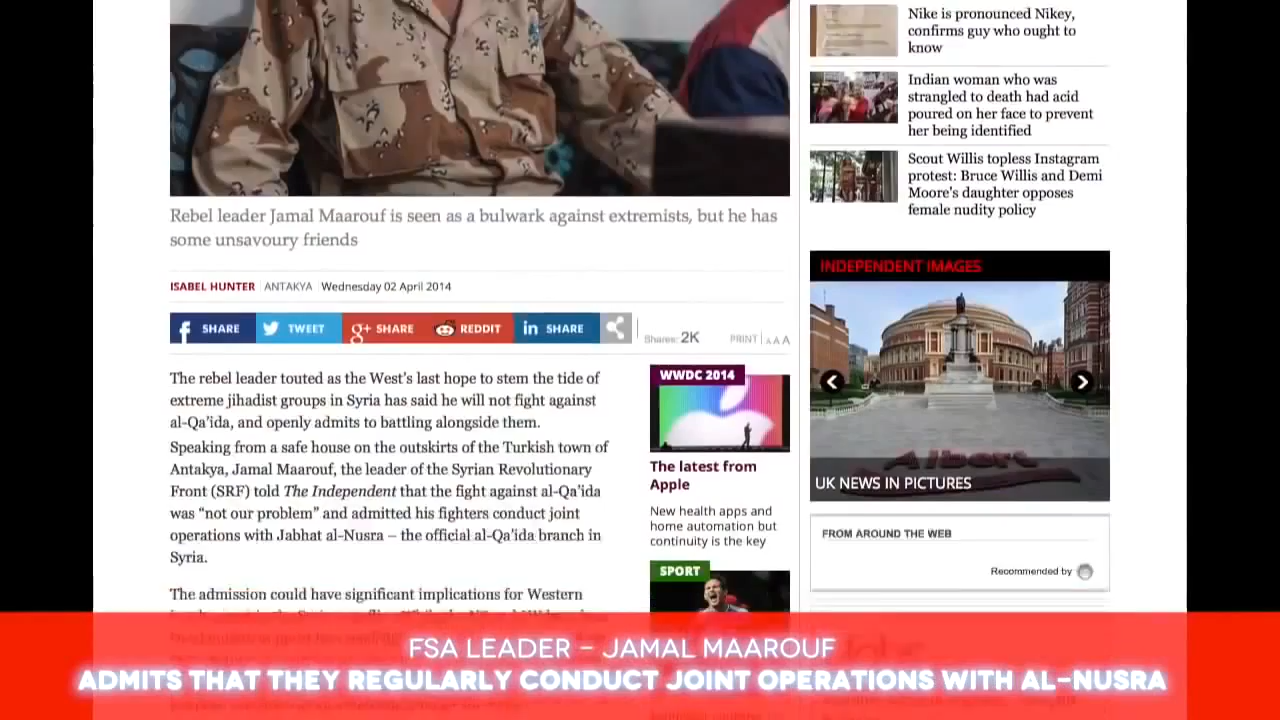 Rebel leader Jamal Maarouf is seen as a bulwark against extremists, but he has
some unsavoury friends
ISABEL HUNTER ANTAKYA Wednesday 02 April 2014
SHARE TWEET SHARE REDDIT SHARE Shares: 2K PRINT A A A
The rebel leader touted as the West's last hope to stem the tide of
extreme jihadist groups in Syria has said he will not fight against
al-Qa'ida, and openly admits to battling alongside them.
Speaking from a safe house on the outskirts of the Turkish town of
Antakya, Jamal Maarouf, the leader of the Syrian Revolutionary
Front (SRF) told The Independent that the fight against al-Qa'ida
was “not our problem” and admitted his fighters conduct joint
operations with Jabhat al-Nusra – the official al-Qa'ida branch in
Syria.
The admission could have significant implications for Western
WWDC 2014
The latest from
Apple
New health apps and
home automation but
continuity is the key
SPORT
Nike is pronounced Nikey,
confirms guy who ought to
know
Indian woman who was
strangled to death had acid
poured on her face to prevent
her being identified
Scout Willis topless Instagram
protest: Bruce Willis and Demi
Moore's daughter opposes
female nudity policy
INDEPENDENT IMAGES
Albert
UK NEWS IN PICTURES
FROM AROUND THE WEB
Recommended by
FSA LEADER - JAMAL MAAROUF
ADMITS THAT THEY REGULARLY CONDUCT JOINT OPERATIONS WITH AL-NUSRA